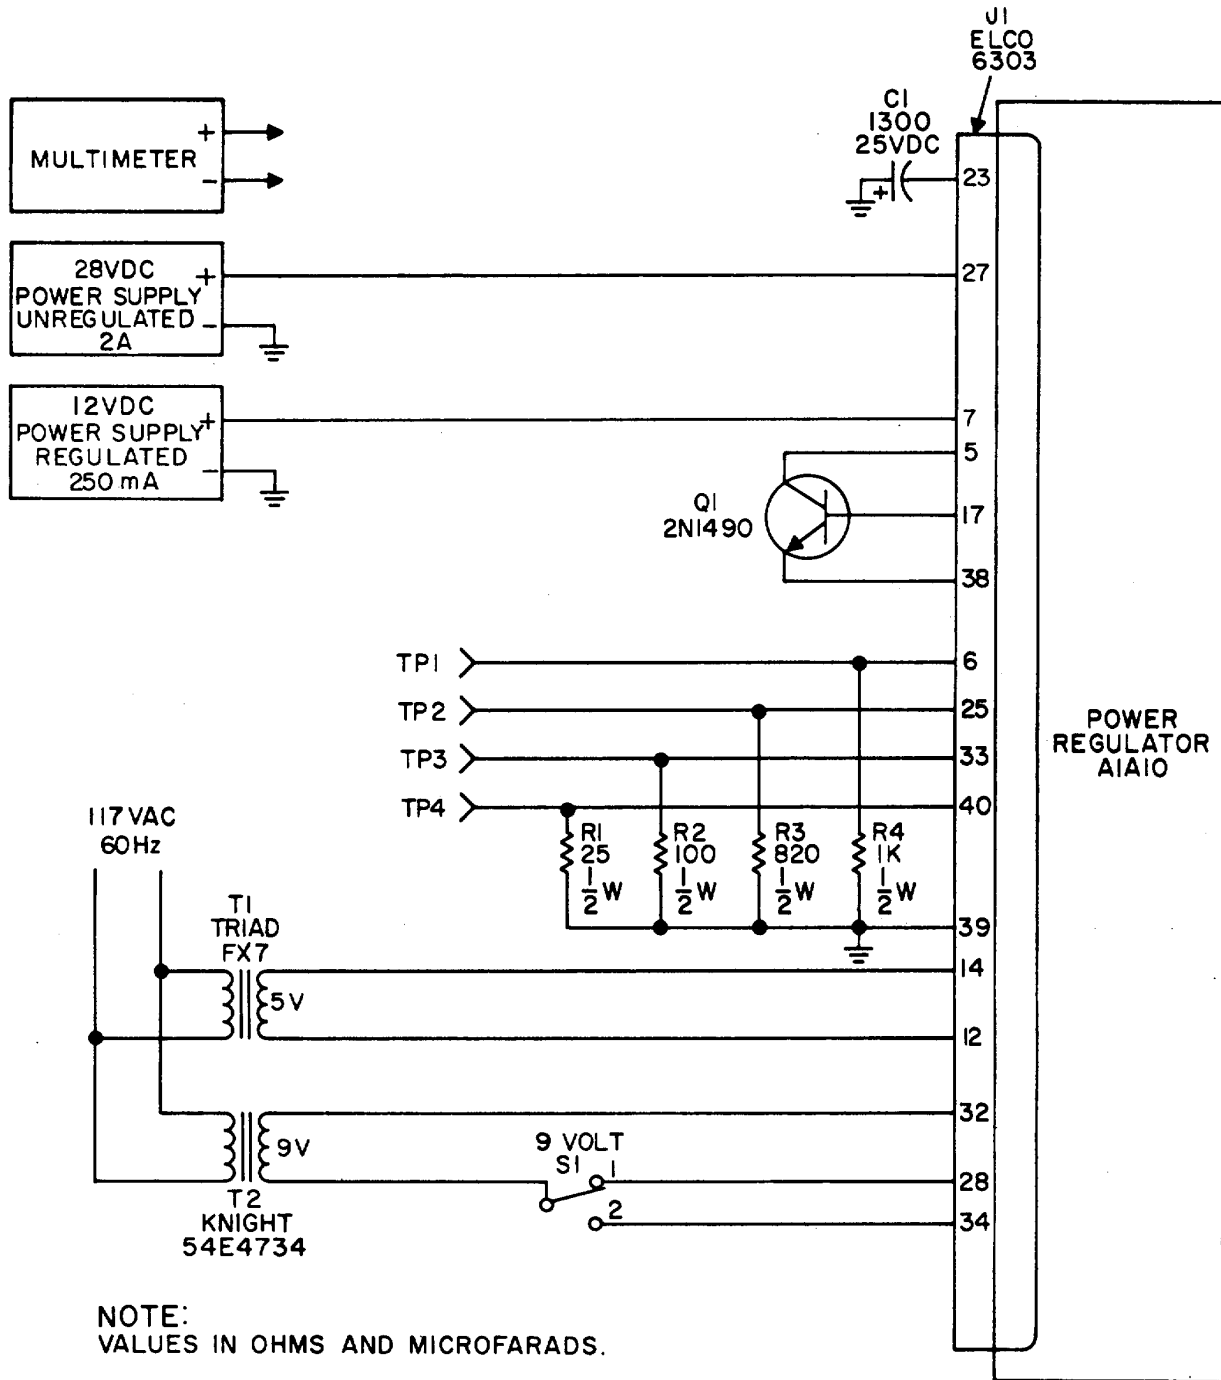 J1
ELCO
6303
C1
1300
25VDC
+
23
MULTIMETER
+
−
28VDC
POWER SUPPLY
UNREGULATED
2A
+
−
27
12VDC
POWER SUPPLY
REGULATED
250 mA
+
−
7
5
Q1
2N1490
17
38
TP1
6
TP2
25
TP3
33
TP4
40
POWER
REGULATOR
A1A10
R1
25
1/2 W
R2
100
1/2 W
R3
820
1/2 W
R4
1K
1/2 W
39
117 VAC
60Hz
T1
TRIAD
FX7
5V
14
12
32
9V
T2
KNIGHT
54E4734
9 VOLT
S1
1
2
28
34
NOTE:
VALUES IN OHMS AND MICROFARADS.